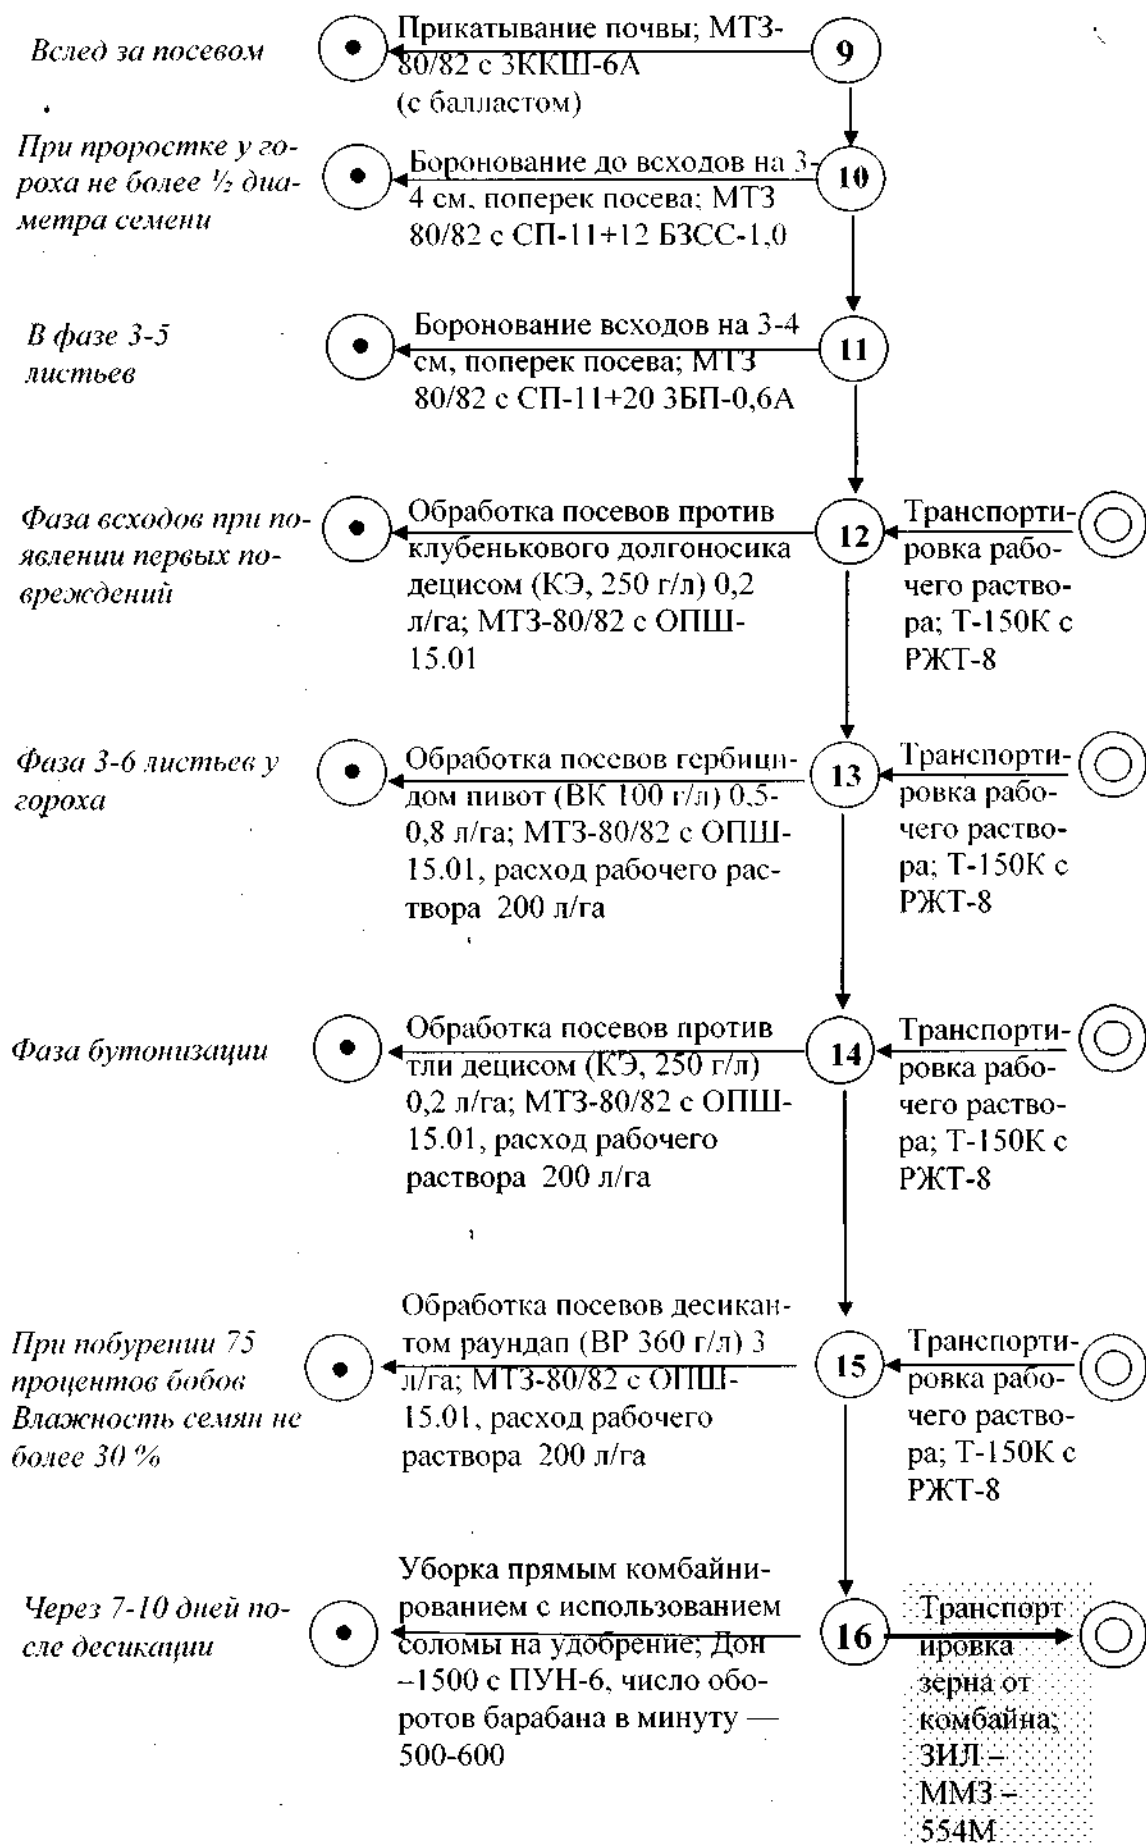 Вслед за посевом
Прикатывание почвы; МТЗ-
80/82 с 3ККШ-6А
(с балластом)
9
При проростке у го-
роха не более ½ диа-
метра семени
Боронование до всходов на 3-
4 см, поперек посева; МТЗ
80/82 с СП-11+12 БЗСС-1,0
10
В фазе 3-5
листьев
Боронование всходов на 3-4
см, поперек посева; МТЗ
80/82 с СП-11+20 ЗБП-0,6А
11
Фаза всходов при по-
явлении первых по-
вреждений
Обработка посевов против
клубенькового долгоносика
децисом (КЭ, 250 г/л) 0,2
л/га; МТЗ-80/82 с ОПШ-
15.01
12
Транспорти-
ровка рабо-
чего раство-
ра; Т-150К с
РЖТ-8
Фаза 3-6 листьев у
гороха
Обработка посевов гербици-
дом пивот (ВК 100 г/л) 0,5-
0,8 л/га; МТЗ-80/82 с ОПШ-
15.01, расход рабочего рас-
твора 200 л/га
13
Транспорти-
ровка рабо-
чего раство-
ра; Т-150К с
РЖТ-8
Фаза бутонизации
Обработка посевов против
тли децисом (КЭ, 250 г/л)
0,2 л/га; МТЗ-80/82 с ОПШ-
15.01, расход рабочего
раствора 200 л/га
14
Транспорти-
ровка рабо-
чего раство-
ра; Т-150К с
РЖТ-8
При побурении 75
процентов бобов
Влажность семян не
более 30 %
Обработка посевов десикан-
том раундап (ВР 360 г/л) 3
л/га; МТЗ-80/82 с ОПШ-
15.01, расход рабочего
раствора 200 л/га
15
Транспорти-
ровка рабо-
чего раство-
ра; Т-150К с
РЖТ-8
Через 7-10 дней по-
сле десикации
Уборка прямым комбайни-
рованием с использованием
соломы на удобрение; Дон
–1500 с ПУН-6, число обо-
ротов барабана в минуту —
500-600
16
Транспорт
ировка
зерна от
комбайна;
ЗИЛ –
ММЗ –
554М